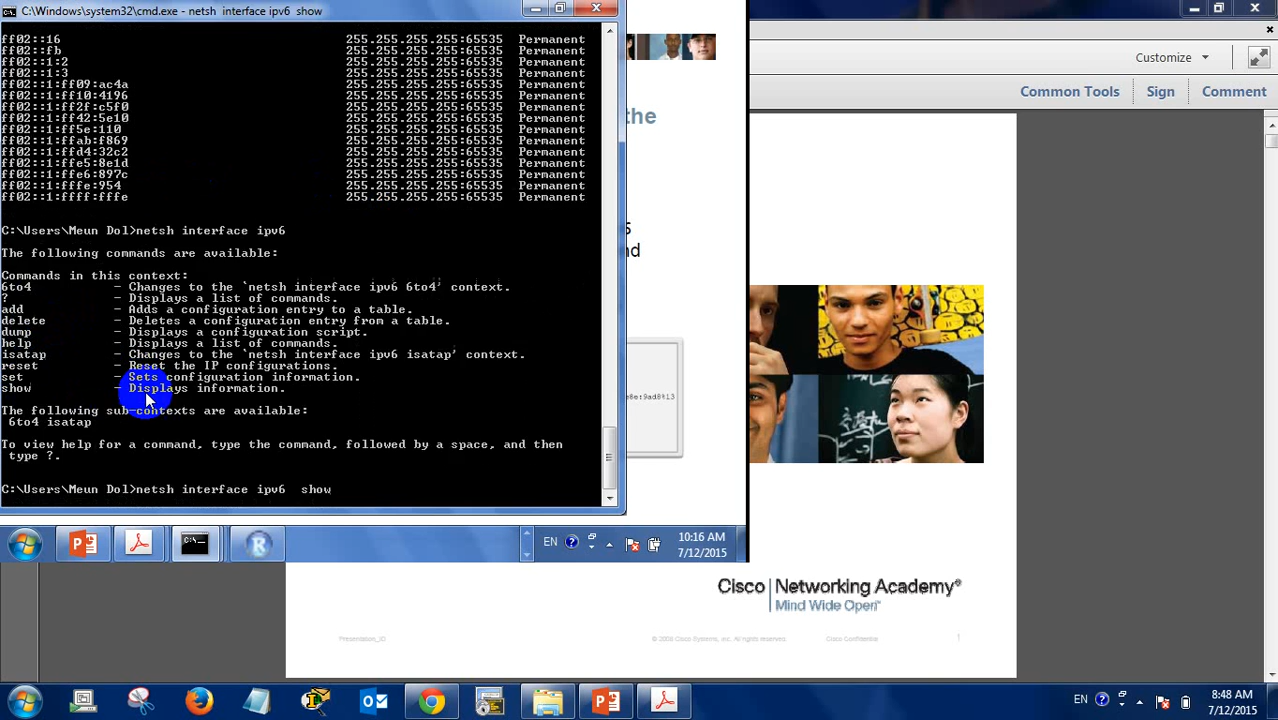 C:\Windows\system32\cmd.exe - netsh interface ipv6 show
ff02::16 255.255.255.255:65535 Permanent
ff02::fb 255.255.255.255:65535 Permanent
ff02::1:2 255.255.255.255:65535 Permanent
ff02::1:3 255.255.255.255:65535 Permanent
ff02::1:ff09:ac4a 255.255.255.255:65535 Permanent
ff02::1:ff10:4196 255.255.255.255:65535 Permanent
ff02::1:ff2f:c5f0 255.255.255.255:65535 Permanent
ff02::1:ff42:5e10 255.255.255.255:65535 Permanent
ff02::1:ff5e:110 255.255.255.255:65535 Permanent
ff02::1:ffab:f869 255.255.255.255:65535 Permanent
ff02::1:ffd4:32c2 255.255.255.255:65535 Permanent
ff02::1:ffe5:8e1d 255.255.255.255:65535 Permanent
ff02::1:ffe6:897c 255.255.255.255:65535 Permanent
ff02::1:fffe:954 255.255.255.255:65535 Permanent
ff02::1:ffff:fffe 255.255.255.255:65535 Permanent
C:\Users\Meun Dol>netsh interface ipv6
The following commands are available:
Commands in this context:
6to4 - Changes to the `netsh interface ipv6 6to4' context.
? - Displays a list of commands.
add - Adds a configuration entry to a table.
delete - Deletes a configuration entry from a table.
dump - Displays a configuration script.
help - Displays a list of commands.
isatap - Changes to the `netsh interface ipv6 isatap' context.
reset - Reset the IP configurations.
set - Sets configuration information.
show - Displays information.
The following sub-contexts are available:
6to4 isatap
To view help for a command, type the command, followed by a space, and then
type ?.
C:\Users\Meun Dol>netsh interface ipv6  show
the
5
nd
EN
10:16 AM
7/12/2015
Customize
Common Tools Sign Comment
Cisco Networking Academy®
Mind Wide Open™
Presentation_ID © 2008 Cisco Systems, Inc. All rights reserved. Cisco Confidential 1
EN
8:48 AM
7/12/2015